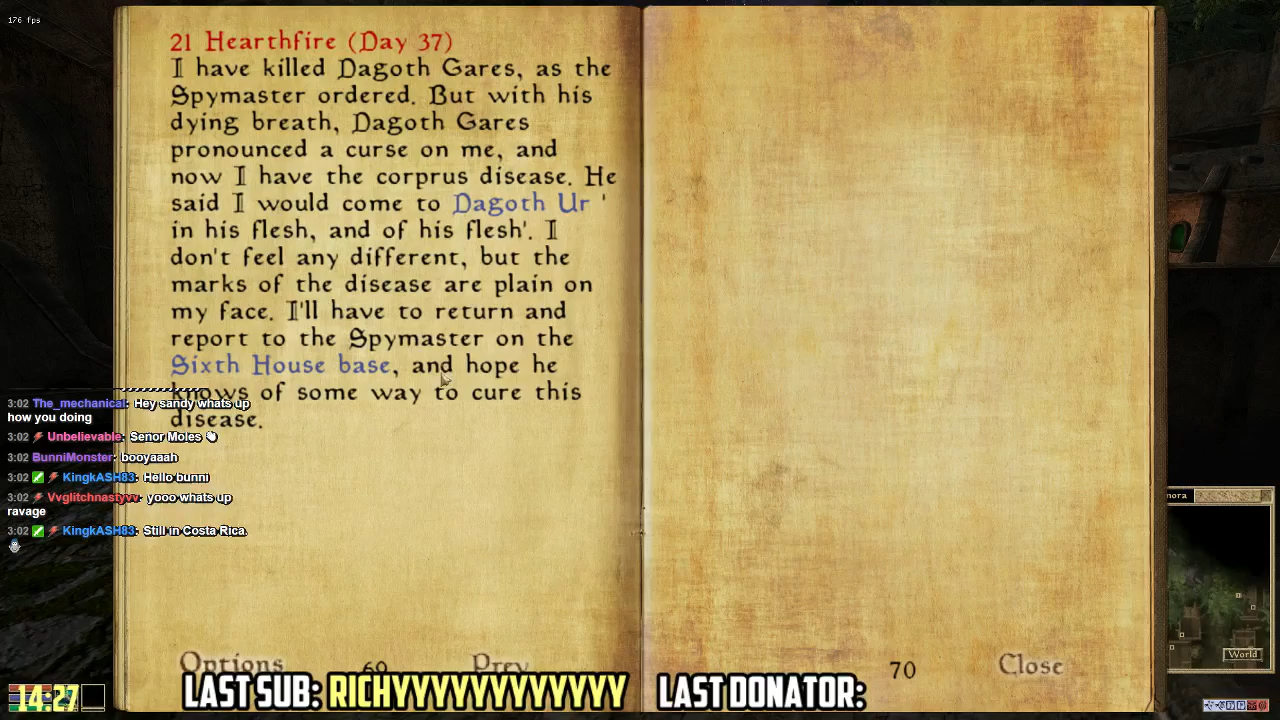 176 fps
21 Hearthfire (Day 37)
I have killed Dagoth Gares, as the
Spymaster ordered. But with his
dying breath, Dagoth Gares
pronounced a curse on me, and
now I have the corprus disease. He
said I would come to Dagoth Ur '
in his flesh, and of his flesh'. I
don't feel any different, but the
marks of the disease are plain on
my face. I'll have to return and
report to the Spymaster on the
Sixth House base, and hope he
knows of some way to cure this
disease.
3:02 The_mechanical: Hey sandy whats up
how you doing
3:02 Unbelievable: Senor Moles
3:02 BunniMonster: booyaaah
3:02 KingkASH83: Hello bunni
3:02 Vvglitchnastyvv: yooo whats up
ravage
3:02 KingkASH83: Still in Costa Rica.
Options
69
Prev
70
Close
nora
World
14:27
LAST SUB: RICHYYYYYYYYYYYY
LAST DONATOR: